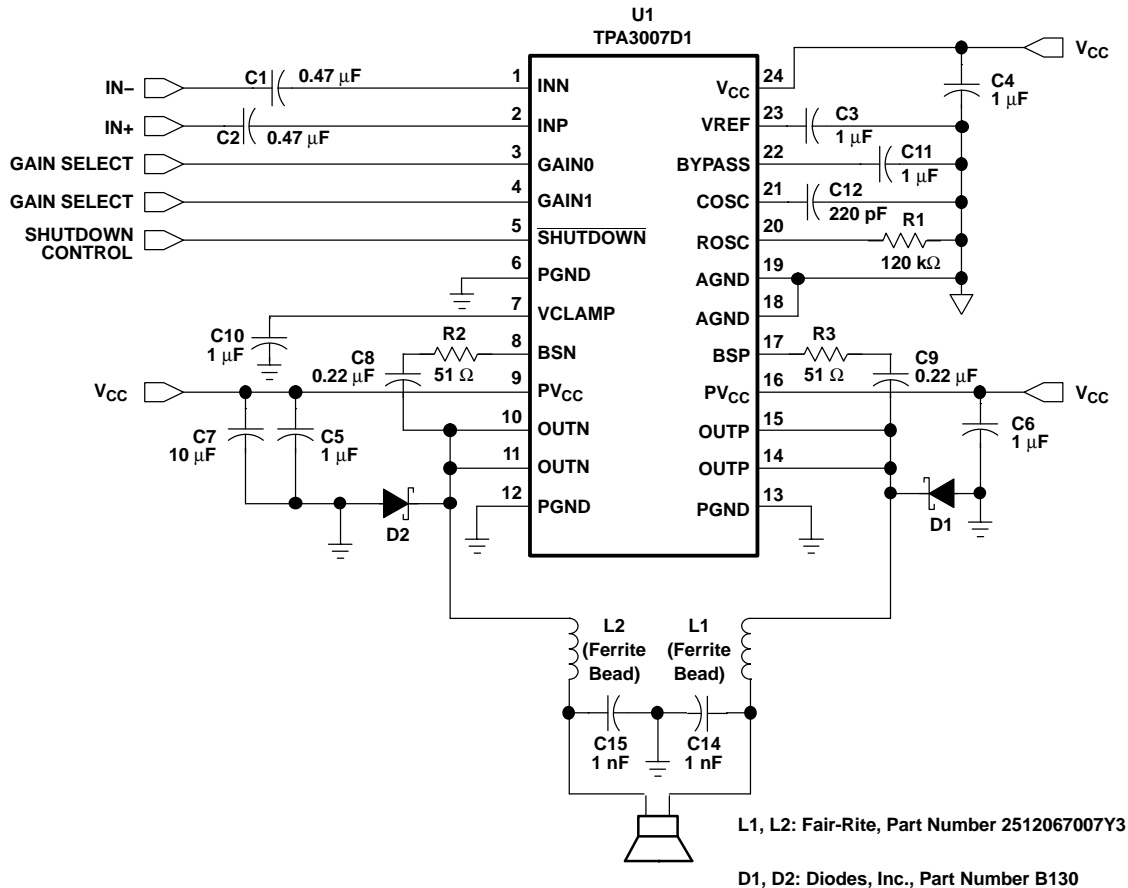 U1
TPA3007D1
IN−
C1
0.47 μF
1
INN
IN+
C2
0.47 μF
2
INP
GAIN SELECT
3
GAIN0
GAIN SELECT
4
GAIN1
SHUTDOWN
CONTROL
5
SHUTDOWN
6
PGND
7
VCLAMP
C10
1 μF
8
BSN
R2
51 Ω
C8
0.22 μF
VCC
9
PVCC
C7
10 μF
C5
1 μF
10
OUTN
11
OUTN
12
PGND
D2
VCC
24
VCC
C4
1 μF
VREF
23
C3
1 μF
BYPASS
22
C11
1 μF
COSC
21
C12
220 pF
ROSC
20
R1
120 kΩ
AGND
19
AGND
18
BSP
17
R3
51 Ω
C9
0.22 μF
PVCC
16
VCC
C6
1 μF
OUTP
15
OUTP
14
PGND
13
D1
L2
(Ferrite
Bead)
L1
(Ferrite
Bead)
C15
1 nF
C14
1 nF
L1, L2: Fair-Rite, Part Number 2512067007Y3
D1, D2: Diodes, Inc., Part Number B130